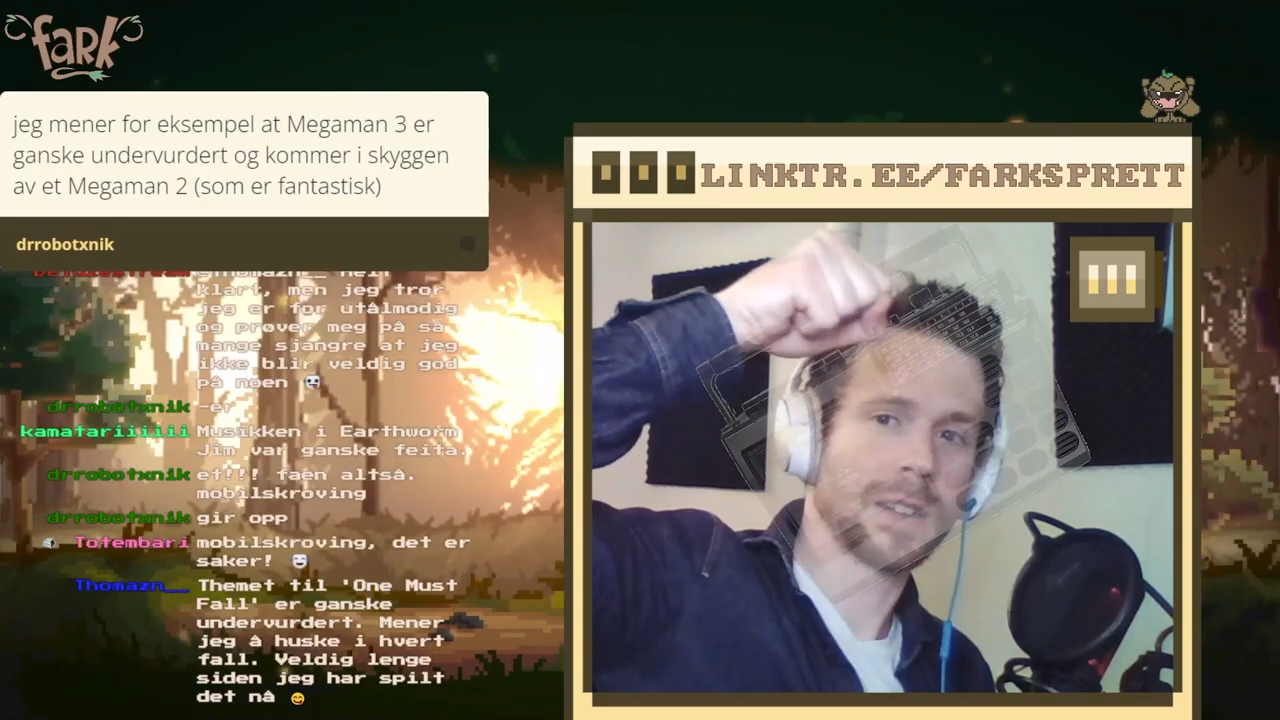 fark
jeg mener for eksempel at Megaman 3 er
ganske undervurdert og kommer i skyggen
av et Megaman 2 (som er fantastisk)
drrobotxnik
LINKTR.EE/FARKSPRETT
klart, men jeg tror
jeg er for utålmodig
og prøver meg på så
mange sjangre at jeg
ikke blir veldig god
på noen
drrobotxnik -er
kamatariiiiii Musikken i Earthworm
Jim var ganske feita.
drrobotxnik et!!! faen altså.
mobilskroving
drrobotxnik gir opp
Totembari mobilskroving, det er
saker!
Thomazn__ Themet til 'One Must
Fall' er ganske
undervurdert. Mener
jeg å huske i hvert
fall. Veldig lenge
siden jeg har spilt
det nå